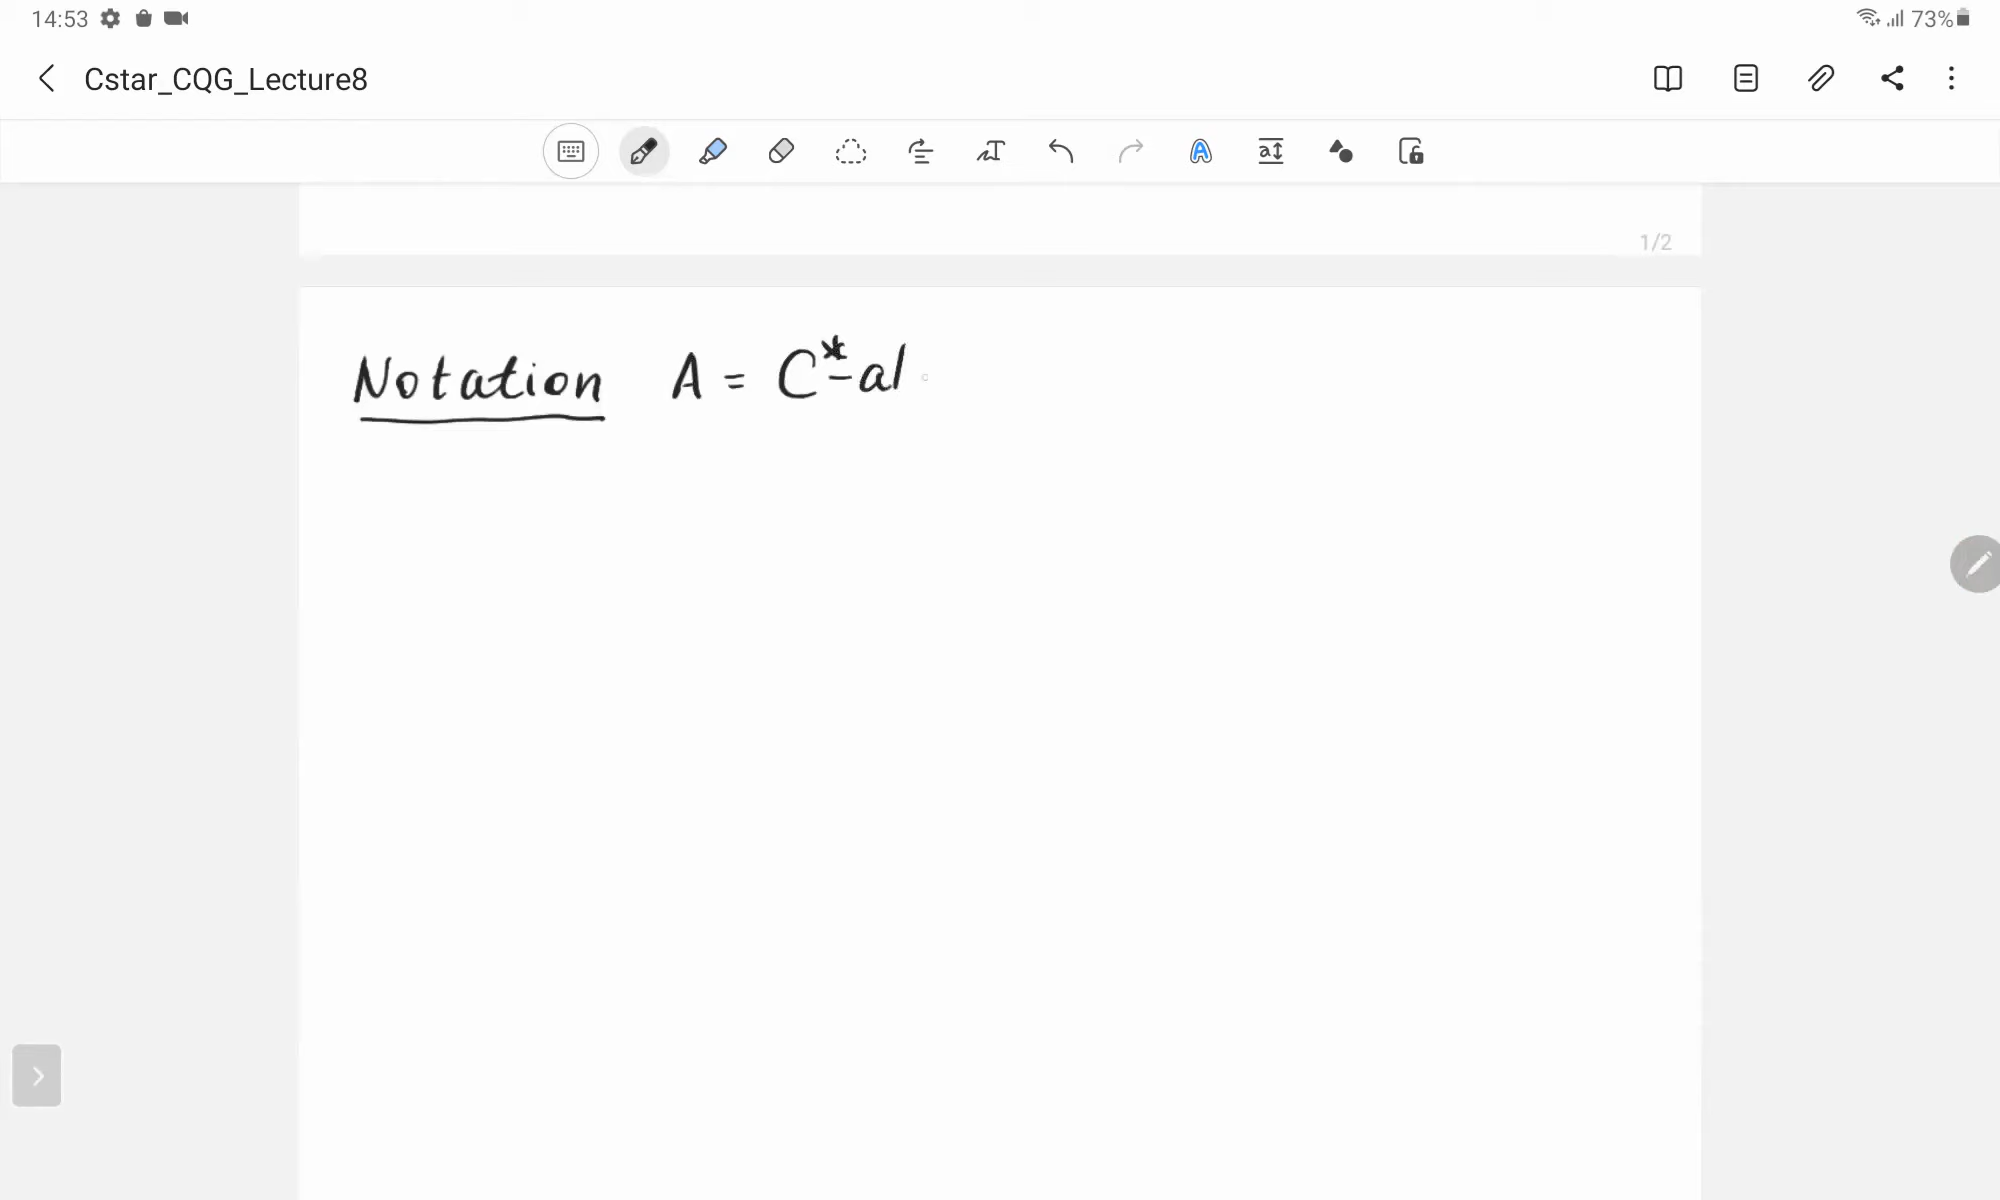 14:53 73%
Cstar_CQG_Lecture8
1/2
Notation A = C*-al